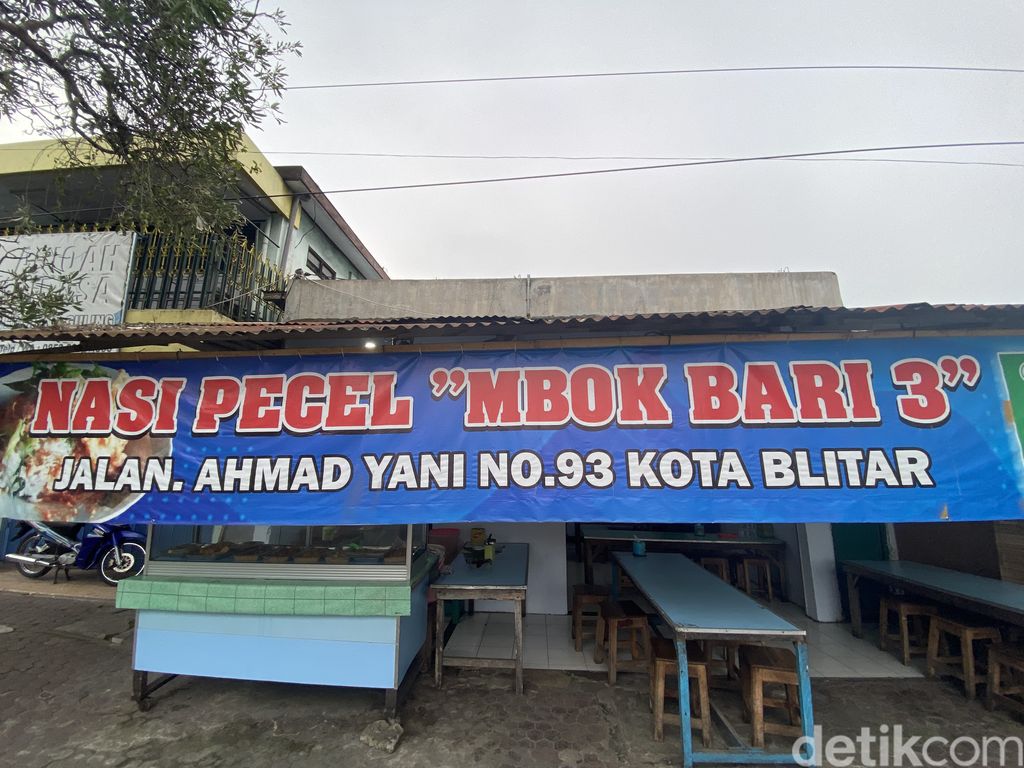 NASI PECEL "MBOK BARI 3"
JALAN. AHMAD YANI NO.93 KOTA BLITAR
detikcom